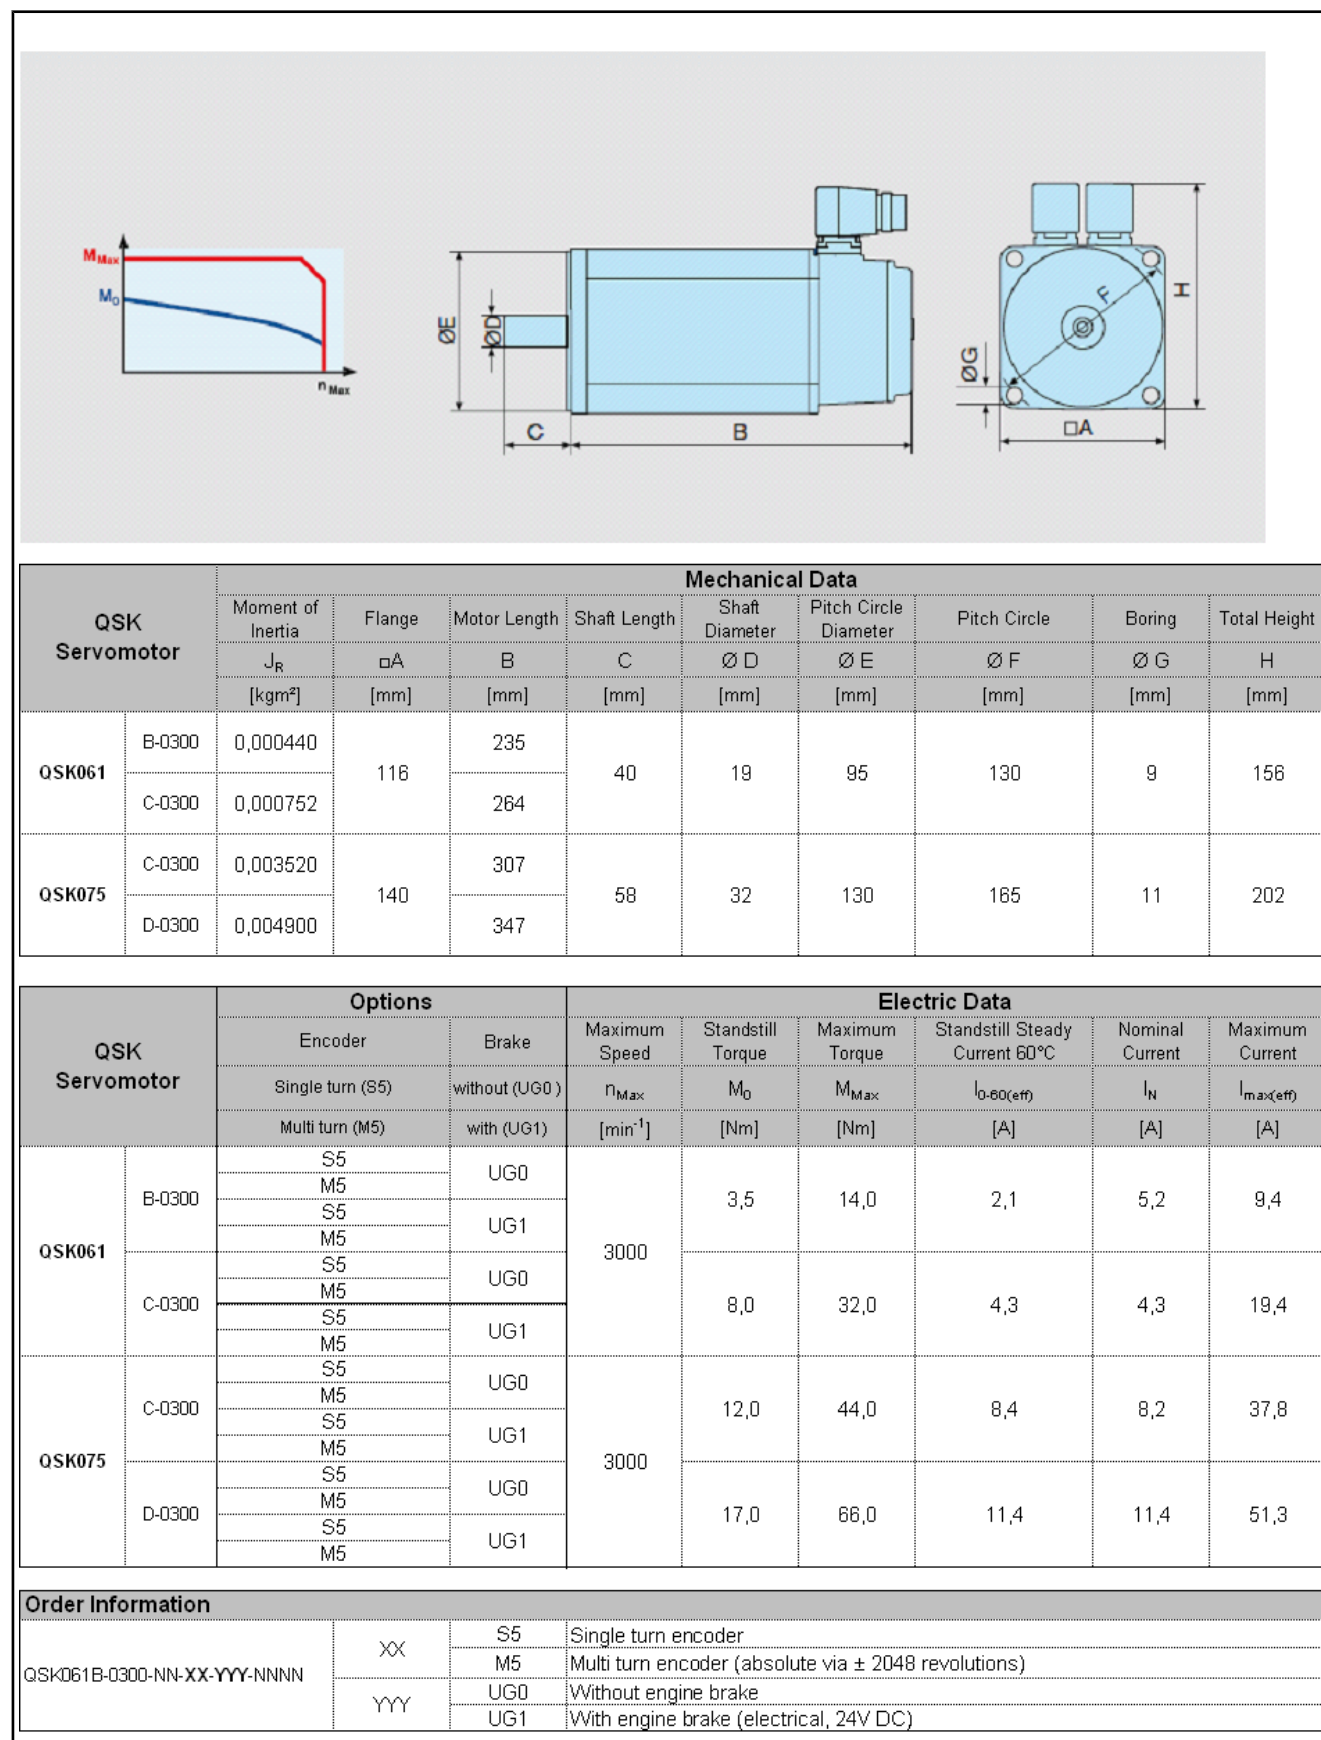 M Max
M0
n Max
ØE
ØD
C
B
F
H
ØG
□A
QSK Servomotor
Mechanical Data
Moment of Inertia Flange Motor Length Shaft Length Shaft Diameter Pitch Circle Diameter Pitch Circle Boring Total Height
JR □A B C Ø D Ø E Ø F Ø G H
[kgm²] [mm] [mm] [mm] [mm] [mm] [mm] [mm] [mm]
QSK061 B-0300 0,000440 116 235 40 19 95 130 9 156
C-0300 0,000752 264
QSK075 C-0300 0,003520 140 307 58 32 130 165 11 202
D-0300 0,004900 347
QSK Servomotor
Options Electric Data
Encoder Brake Maximum Speed Standstill Torque Maximum Torque Standstill Steady Current 60°C Nominal Current Maximum Current
Single turn (S5) without (UG0 ) nMax M0 MMax I0-60(eff) IN Imax(eff)
Multi turn (M5) with (UG1) [min-1] [Nm] [Nm] [A] [A] [A]
QSK061 B-0300 S5 UG0 3000 3,5 14,0 2,1 5,2 9,4
M5
S5 UG1
M5
C-0300 S5 UG0 8,0 32,0 4,3 4,3 19,4
M5
S5 UG1
M5
QSK075 C-0300 S5 UG0 3000 12,0 44,0 8,4 8,2 37,8
M5
S5 UG1
M5
D-0300 S5 UG0 17,0 66,0 11,4 11,4 51,3
M5
S5 UG1
M5
Order Information
QSK061B-0300-NN-XX-YYY-NNNN
XX S5 Single turn encoder
M5 Multi turn encoder (absolute via ± 2048 revolutions)
YYY UG0 Without engine brake
UG1 With engine brake (electrical, 24V DC)